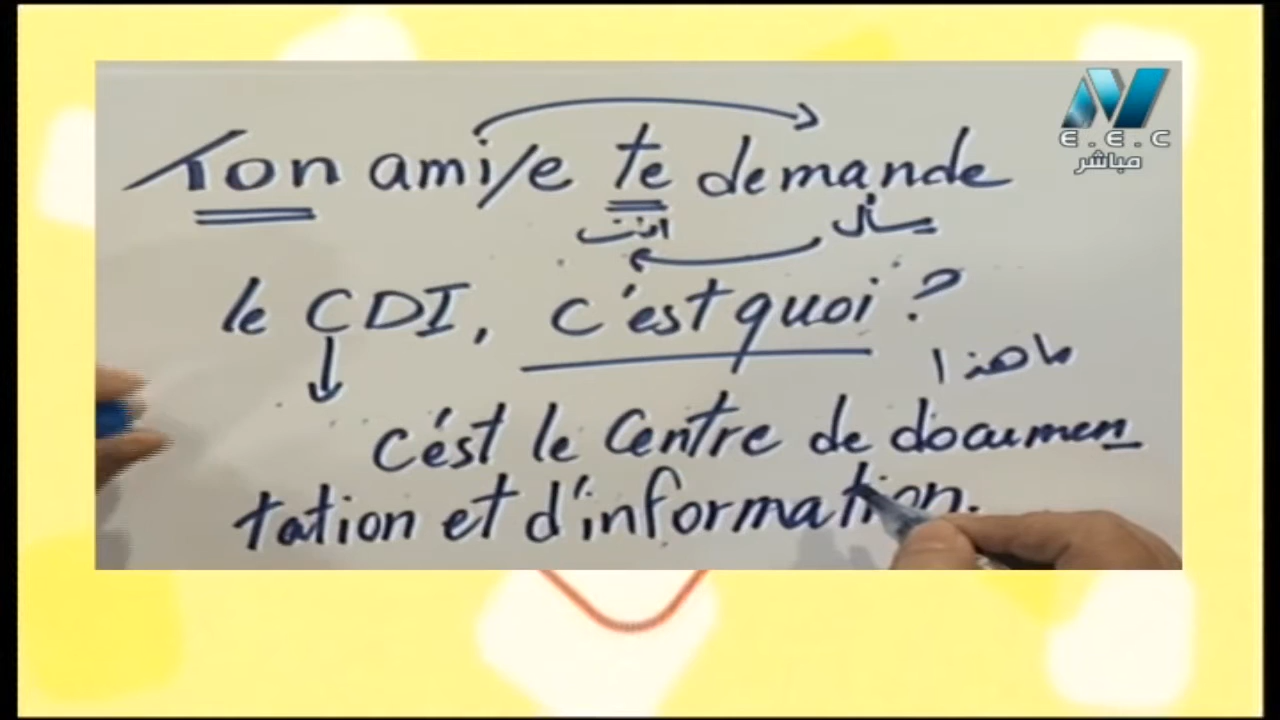 Ton ami/e te demande
يسأل انت
le CDI, c'est quoi ?
ما هذا
c'est le Centre de documen
tation et d'information.
E.E.C
مباشر